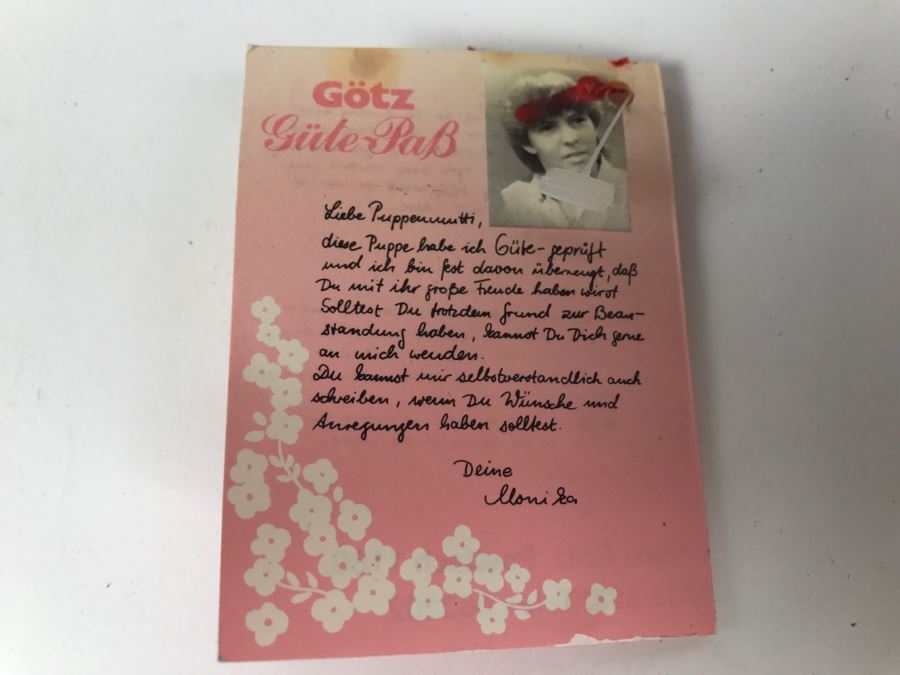 Götz
Güte-Paß
Liebe Puppenmutti,
diese Puppe habe ich Güte-geprüft
und ich bin fest davon überzeugt, daß
Du mit ihr große Freude haben wirst
Solltest Du trotzdem Grund zur Bean-
standung haben, kannst Du Dich gerne
an mich wenden.
Du kannst mir selbstverständlich auch
schreiben, wenn Du Wünsche und
Anregungen haben solltest.
Deine
Monika